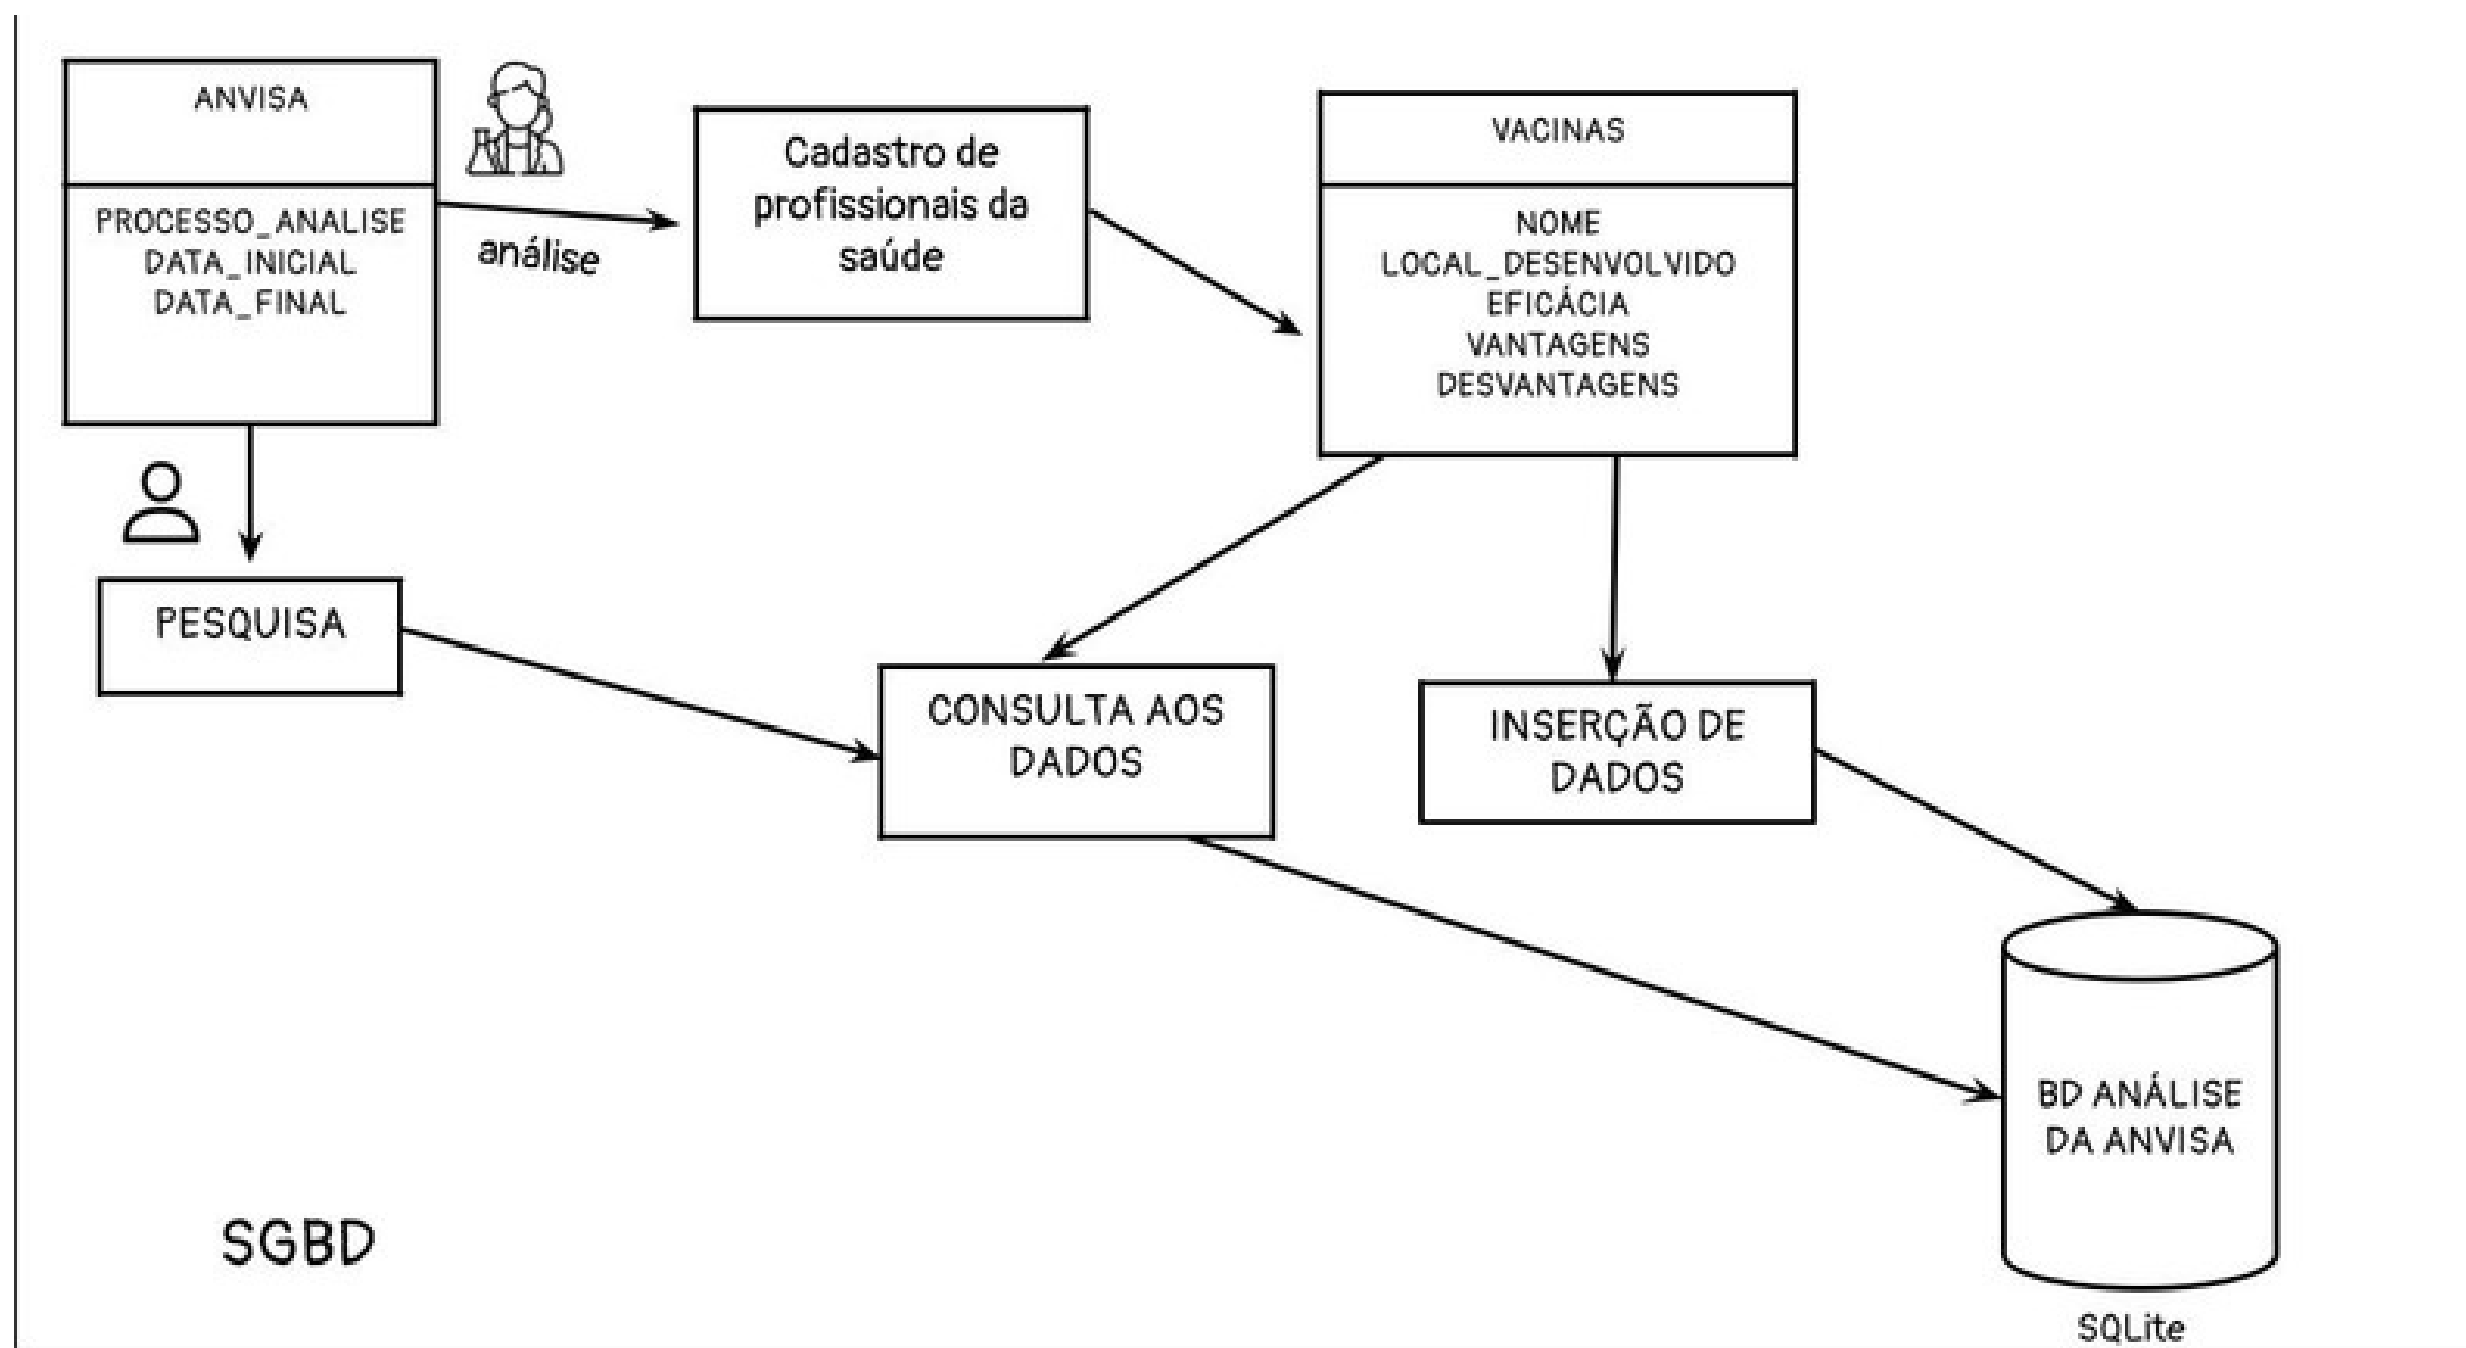 ANVISA
PROCESSO_ANALISE
DATA_INICIAL
DATA_FINAL
análise
Cadastro de
profissionais da
saúde
VACINAS
NOME
LOCAL_DESENVOLVIDO
EFICÁCIA
VANTAGENS
DESVANTAGENS
PESQUISA
CONSULTA AOS
DADOS
INSERÇÃO DE
DADOS
BD ANÁLISE
DA ANVISA
SGBD
SQLite